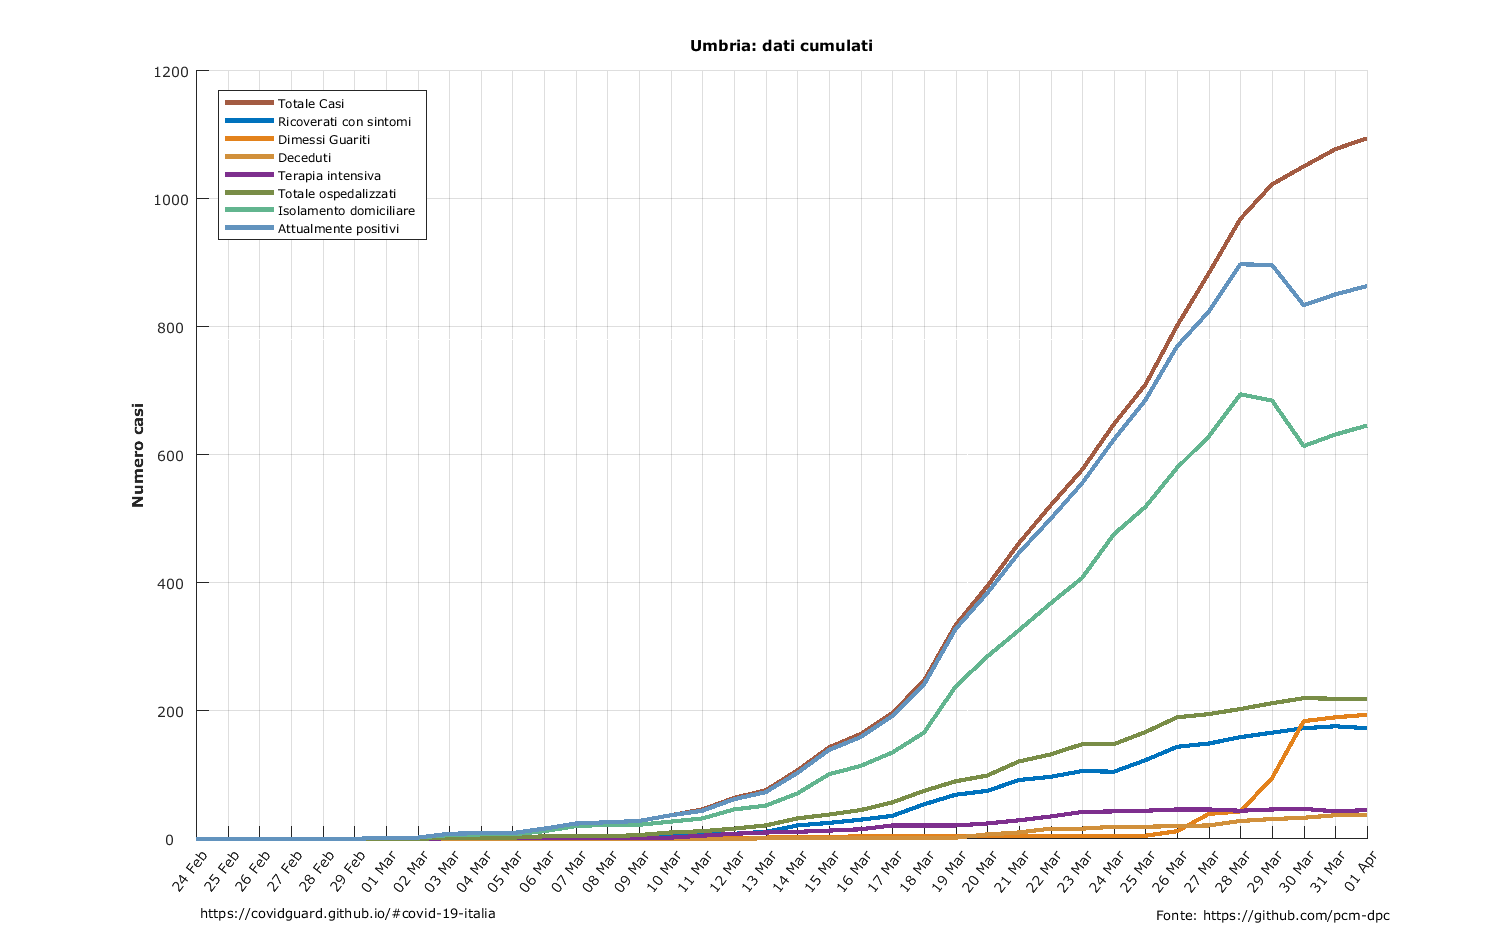 Umbria: dati cumulati
1200
1000
800
600
400
200
0
Numero casi
Totale Casi
Ricoverati con sintomi
Dimessi Guariti
Deceduti
Terapia intensiva
Totale ospedalizzati
Isolamento domiciliare
Attualmente positivi
24 Feb
25 Feb
26 Feb
27 Feb
28 Feb
29 Feb
01 Mar
02 Mar
03 Mar
04 Mar
05 Mar
06 Mar
07 Mar
08 Mar
09 Mar
10 Mar
11 Mar
12 Mar
13 Mar
14 Mar
15 Mar
16 Mar
17 Mar
18 Mar
19 Mar
20 Mar
21 Mar
22 Mar
23 Mar
24 Mar
25 Mar
26 Mar
27 Mar
28 Mar
29 Mar
30 Mar
31 Mar
01 Apr
https://covidguard.github.io/#covid-19-italia
Fonte: https://github.com/pcm-dpc